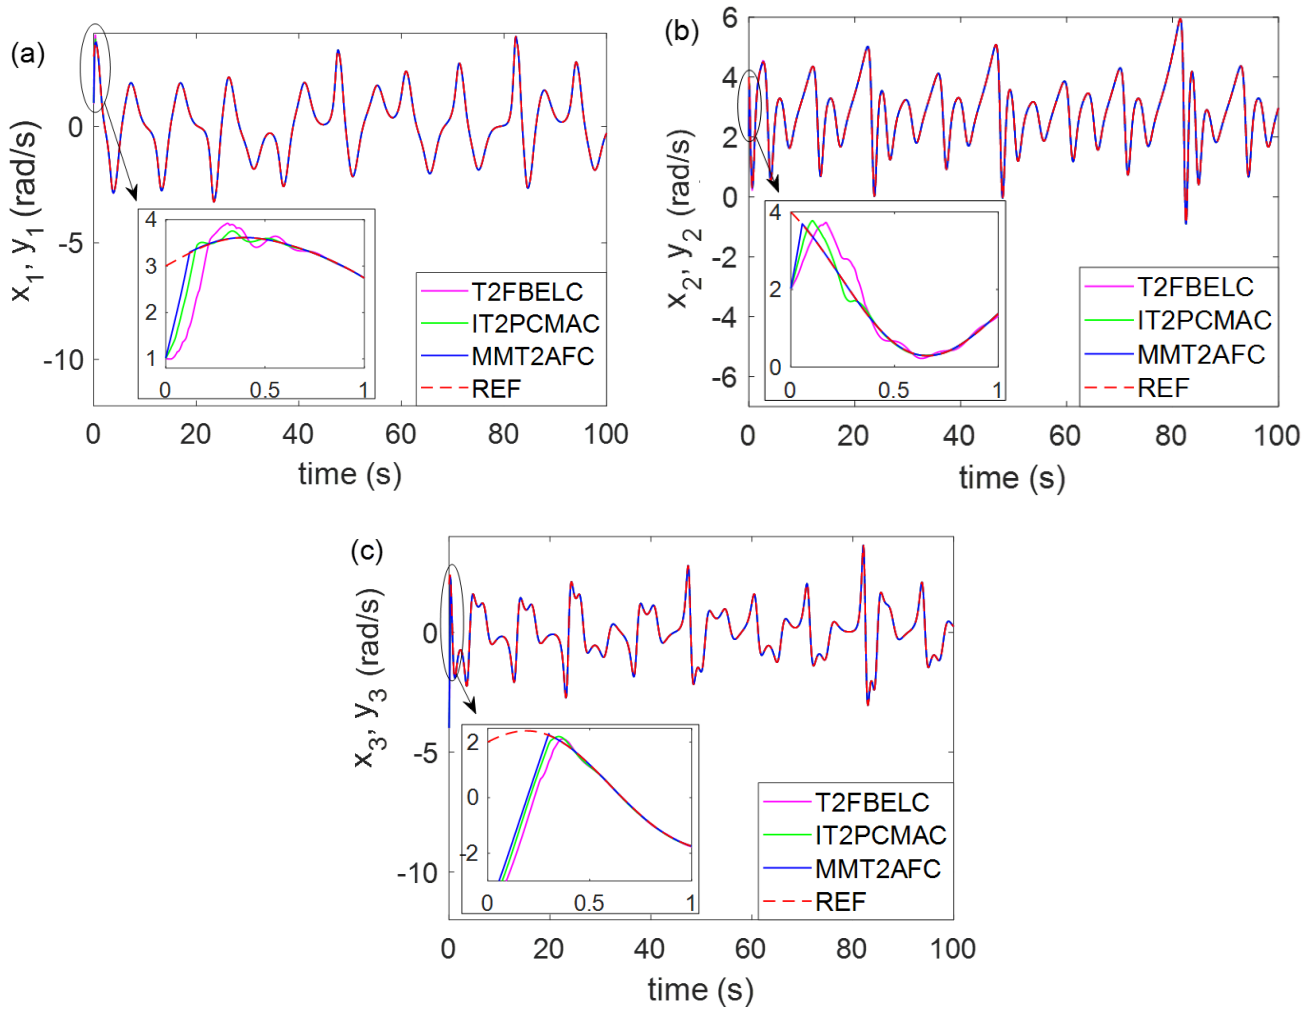 (a)
x1, y1 (rad/s)
0
-5
-10
4
3
2
1
0
0.5
1
T2FBELC
IT2PCMAC
MMT2AFC
REF
0 20 40 60 80 100
time (s)
(b)
x2, y2 (rad/s)
6
4
2
0
-2
-4
-6
4
2
0
0 0.5 1
T2FBELC
IT2PCMAC
MMT2AFC
REF
0 20 40 60 80 100
time (s)
(c)
x3, y3 (rad/s)
0
-5
-10
2
0
-2
0 0.5 1
T2FBELC
IT2PCMAC
MMT2AFC
REF
0 20 40 60 80 100
time (s)